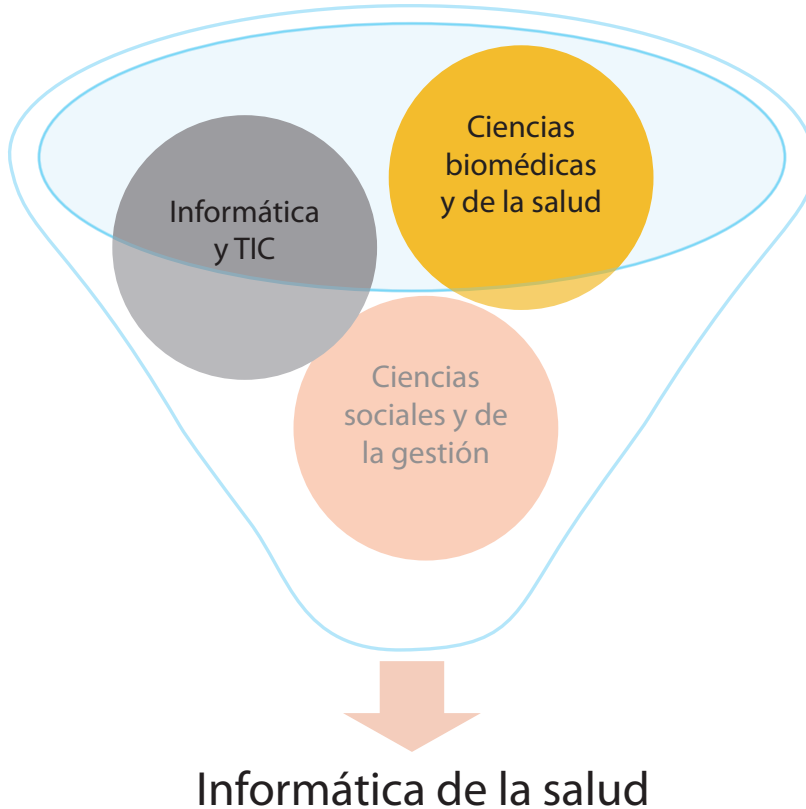 Ciencias
biomédicas
y de la salud
Informática
y TIC
Ciencias
sociales y de
la gestión
Informática de la salud